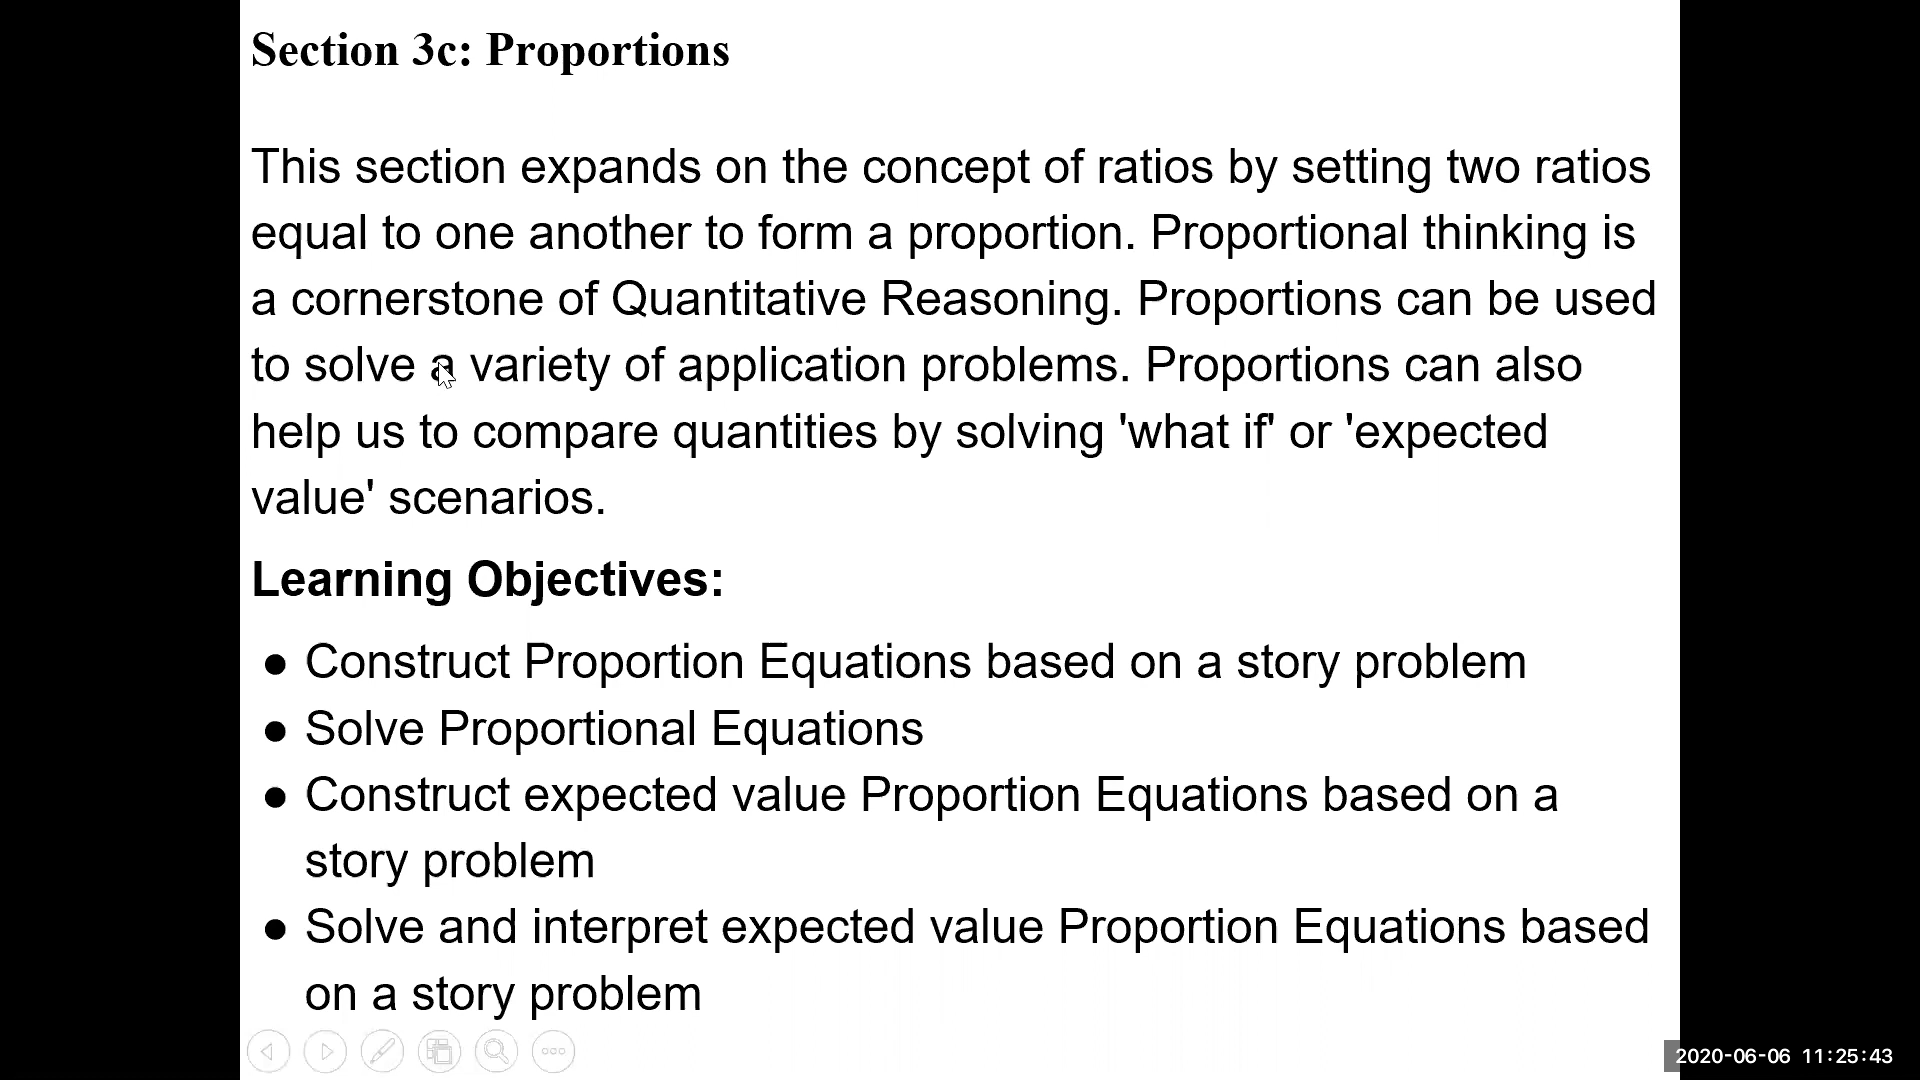 Section 3c: Proportions
This section expands on the concept of ratios by setting two ratios
equal to one another to form a proportion. Proportional thinking is
a cornerstone of Quantitative Reasoning. Proportions can be used
to solve a variety of application problems. Proportions can also
help us to compare quantities by solving 'what if' or 'expected
value' scenarios.
Learning Objectives:
● Construct Proportion Equations based on a story problem
● Solve Proportional Equations
● Construct expected value Proportion Equations based on a
story problem
● Solve and interpret expected value Proportion Equations based
on a story problem
2020-06-06 11:25:43